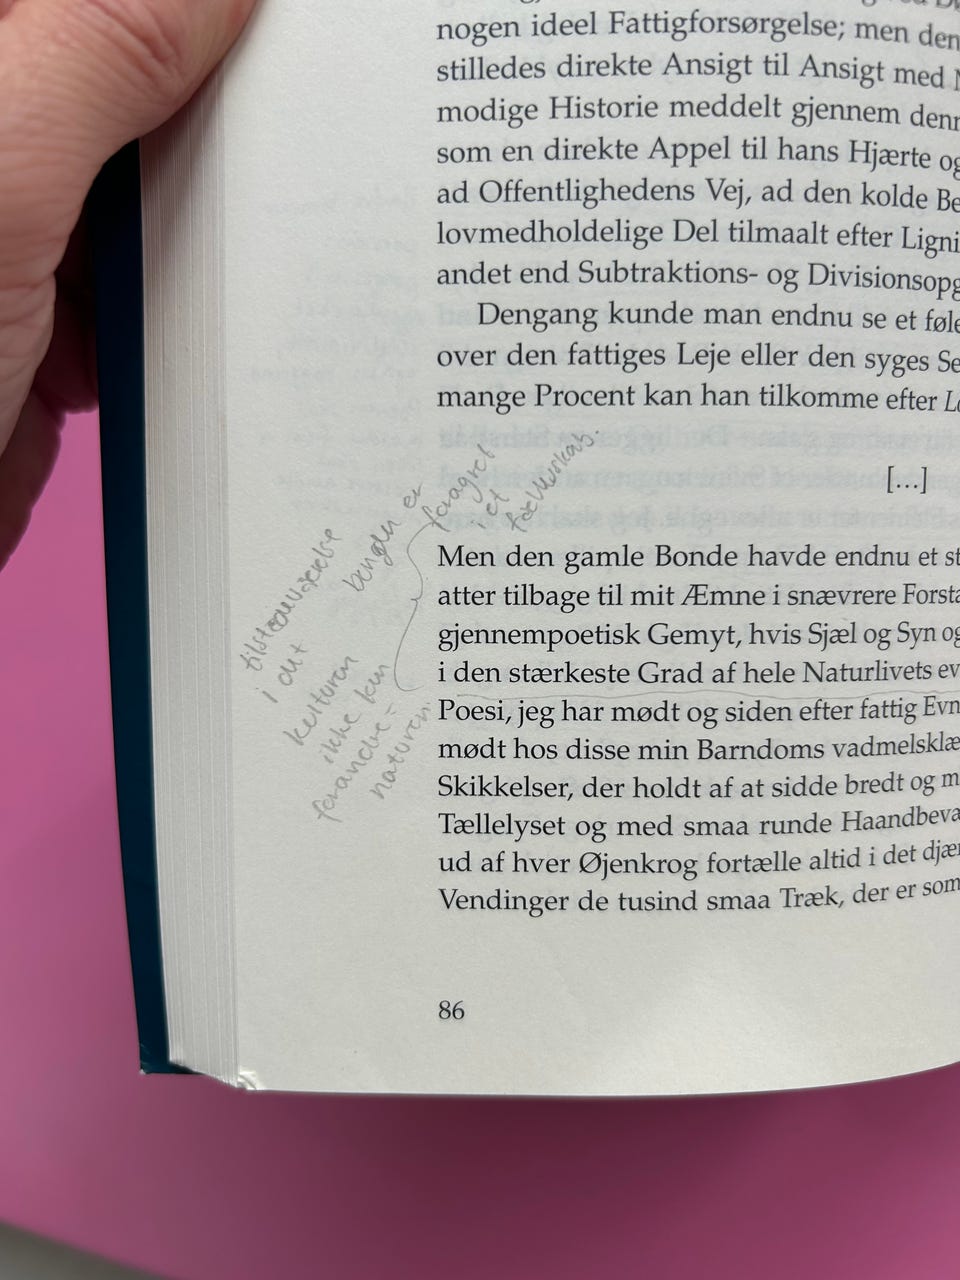 nogen ideel Fattigforsørgelse; men den
stilledes direkte Ansigt til Ansigt med
modige Historie meddelt gjennem denn
som en direkte Appel til hans Hjærte og
ad Offentlighedens Vej, ad den kolde Be
lovmedholdelige Del tilmaalt efter Ligni
andet end Subtraktions- og Divisionsopg
Dengang kunde man endnu se et føle
over den fattiges Leje eller den syges Se
mange Procent kan han tilkomme efter
[...]
Men den gamle Bonde havde endnu et st
atter tilbage til mit Æmne i snævrere Forsta
gjennempoetisk Gemyt, hvis Sjæl og Syn og
i den stærkeste Grad af hele Naturlivets ev
Poesi, jeg har mødt og siden efter fattig Evn
mødt hos disse min Barndoms vadmelsklæ
Skikkelser, der holdt af at sidde bredt og m
Tællelyset og med smaa runde Haandbeva
ud af hver Øjenkrog fortælle altid i det djær
Vendinger de tusind smaa Træk, der er som
tilstedeværelse
i det
kulturen
ikke kun
naturen.
er
i et
fællesskab.
86